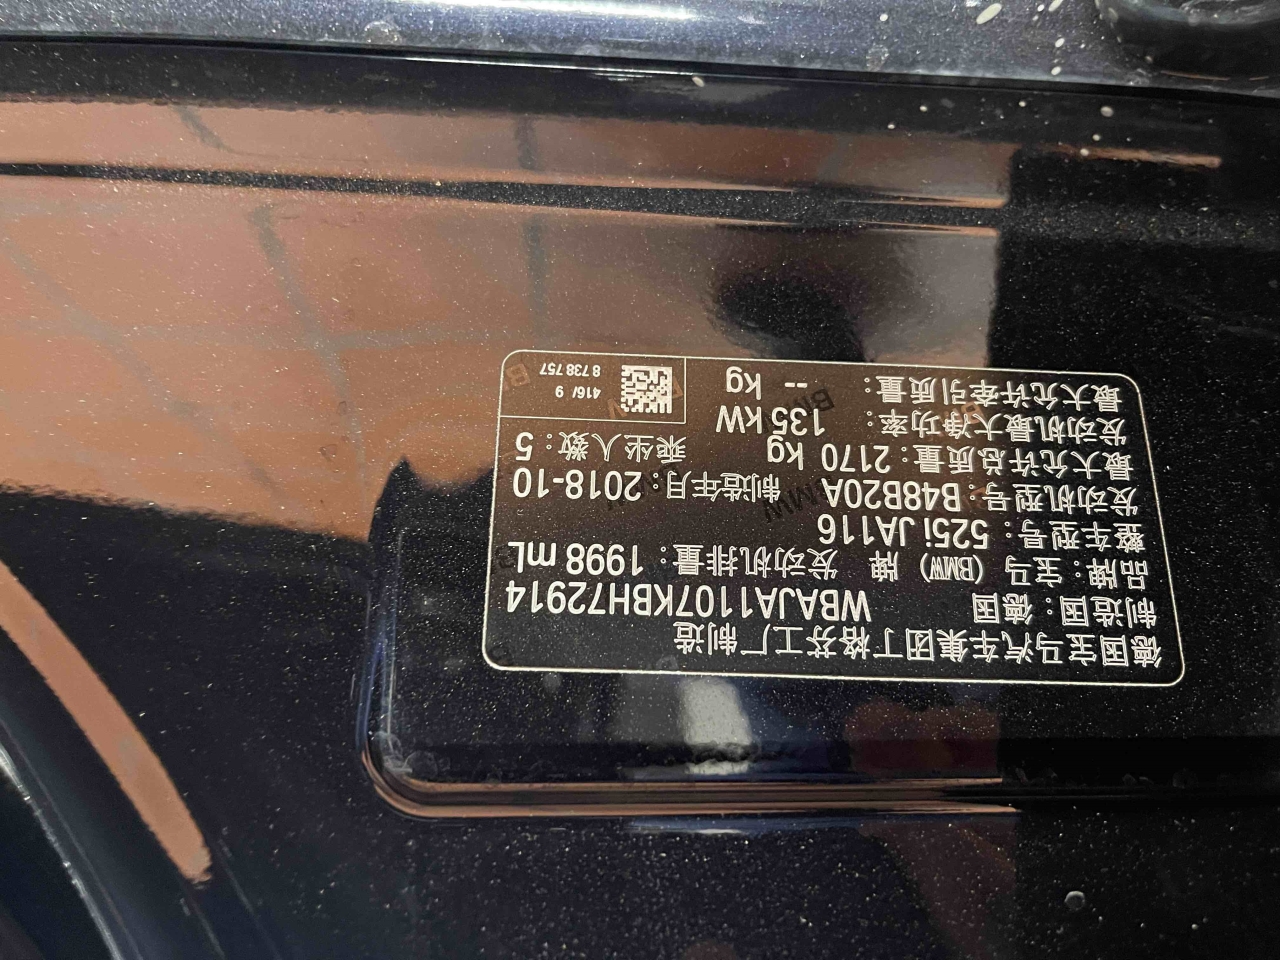 德国宝马汽车集团丁格芬工厂 制造
制造国：德国 WBAJA1107KBH72914
品牌：宝马 (BMW) 牌 发动机排量：1998 mL
整车型号：525i JA116
发动机型号：B48B20A 制造年月：2018-10
最大允许总质量：2170 kg 乘坐人数：5
发动机最大净功率：135 kW
最大允许牵引质量：-- kg
416/ 9
8 738 757